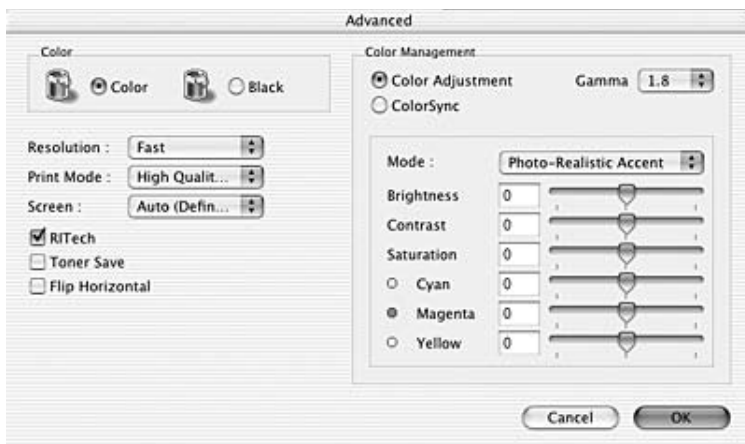 Advanced
Color
Color Black
Resolution : Fast
Print Mode : High Qualit...
Screen : Auto (Defin...
RITech
Toner Save
Flip Horizontal
Color Management
Color Adjustment Gamma 1.8
ColorSync
Mode : Photo-Realistic Accent
Brightness 0
Contrast 0
Saturation 0
Cyan 0
Magenta 0
Yellow 0
Cancel OK